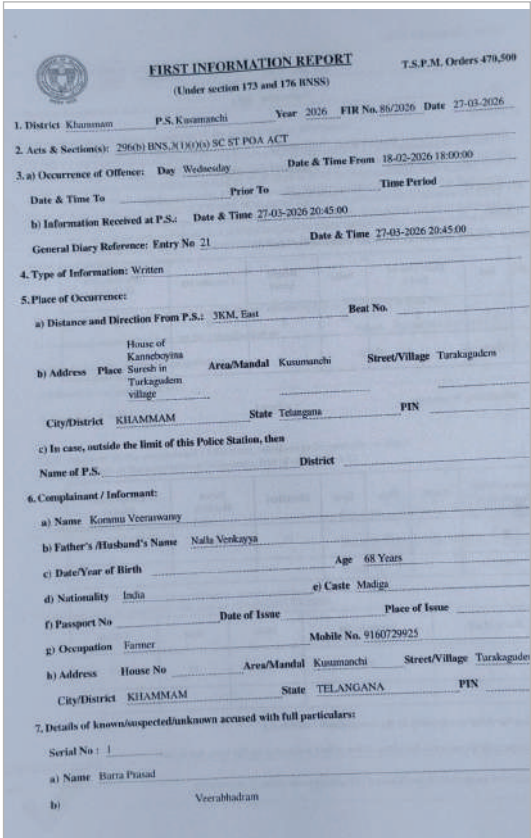 FIRST INFORMATION REPORT
T.S.P.M. Orders 470,500
(Under section 173 and 176 BNSS)
1. District Khammam P.S. Kusumanchi Year 2026 FIR No. 86/2026 Date 27-03-2026
2. Acts & Section(s): 296(b) BNS,3(1)(r)(s) SC ST POA ACT
3. a) Occurrence of Offence: Day Wednesday Date & Time From 18-02-2026 18:00:00
Date & Time To Prior To Time Period
b) Information Received at P.S.: Date & Time 27-03-2026 20:45:00
General Diary Reference: Entry No 21 Date & Time 27-03-2026 20:45:00
4. Type of Information: Written
5. Place of Occurrence:
a) Distance and Direction From P.S.: 3KM, East Beat No.
House of
Kanneboyina
b) Address Place Suresh in Area/Mandal Kusumanchi Street/Village Turakagudem
Turkagudem
village
City/District KHAMMAM State Telangana PIN
c) In case, outside the limit of this Police Station, then
Name of P.S. District
6. Complainant / Informant:
a) Name Kommu Veeraswamy
b) Father's /Husband's Name Nalla Venkayya
c) Date/Year of Birth Age 68 Years
d) Nationality India e) Caste Madiga
f) Passport No Date of Issue Place of Issue
g) Occupation Farmer Mobile No. 9160729925
h) Address House No Area/Mandal Kusumanchi Street/Village Turakagudem
City/District KHAMMAM State TELANGANA PIN
7. Details of known/suspected/unknown accused with full particulars:
Serial No : 1
a) Name Barra Prasad
b) Veerabhadram